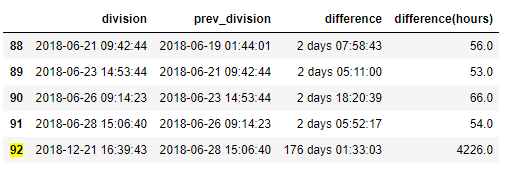 division prev_division difference difference(hours)
88 2018-06-21 09:42:44 2018-06-19 01:44:01 2 days 07:58:43 56.0
89 2018-06-23 14:53:44 2018-06-21 09:42:44 2 days 05:11:00 53.0
90 2018-06-26 09:14:23 2018-06-23 14:53:44 2 days 18:20:39 66.0
91 2018-06-28 15:06:40 2018-06-26 09:14:23 2 days 05:52:17 54.0
92 2018-12-21 16:39:43 2018-06-28 15:06:40 176 days 01:33:03 4226.0